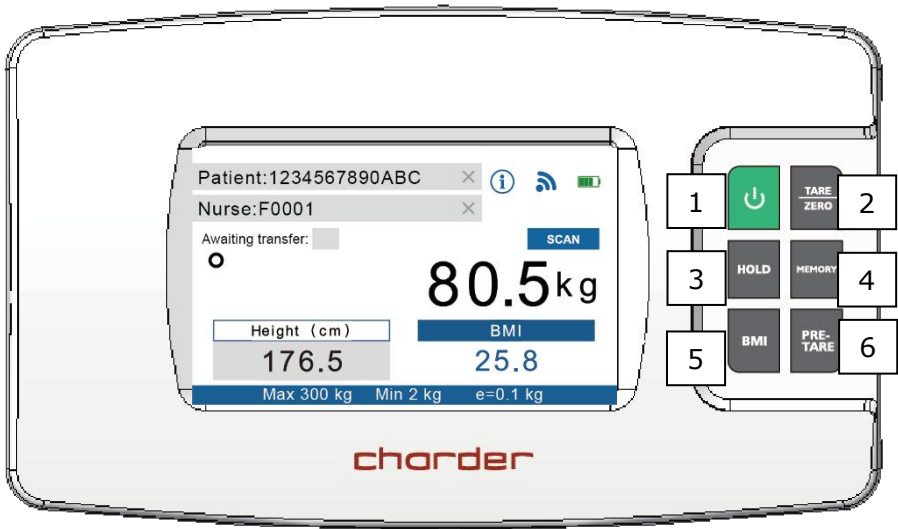 Patient:1234567890ABC ×
Nurse:F0001 ×
Awaiting transfer:
SCAN
80.5kg
Height (cm)
BMI
176.5
25.8
Max 300 kg Min 2 kg e=0.1 kg
charder
1
TARE
ZERO
2
3
HOLD
MEMORY
4
5
BMI
PRE-
TARE
6